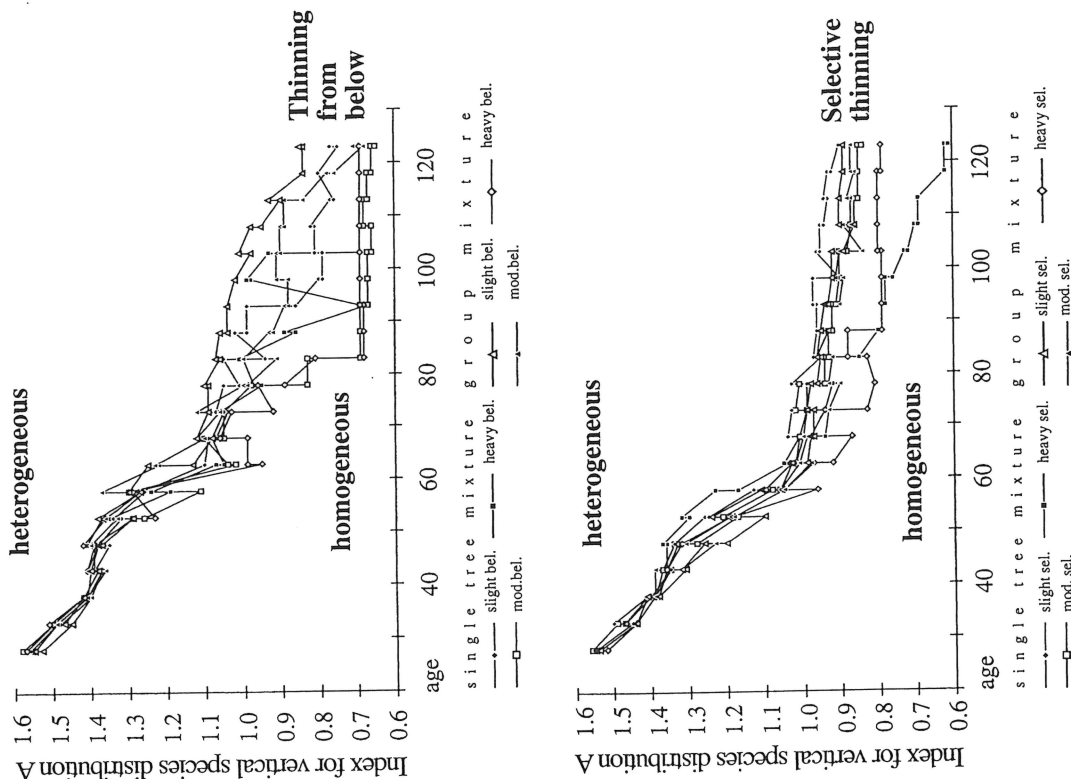 Index for vertical species distribution A
1.6
1.5
1.4
1.3
1.2
1.1
1.0
0.9
0.8
0.7
0.6
heterogeneous
homogeneous
Thinning
from
below
age 40 60 80 100 120
single tree mixture group mixture
slight bel. heavy bel. slight bel. heavy bel.
mod.bel. mod.bel.
Index for vertical species distribution A
1.6
1.5
1.4
1.3
1.2
1.1
1.0
0.9
0.8
0.7
0.6
heterogeneous
homogeneous
Selective
thinning
age 40 60 80 100 120
single tree mixture group mixture
slight sel. heavy sel. slight sel. heavy sel.
mod. sel. mod. sel.